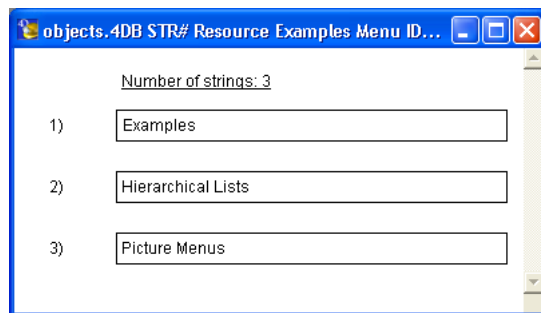 objects.4DB STR# Resource Examples Menu ID...
Number of strings: 3
1) Examples
2) Hierarchical Lists
3) Picture Menus